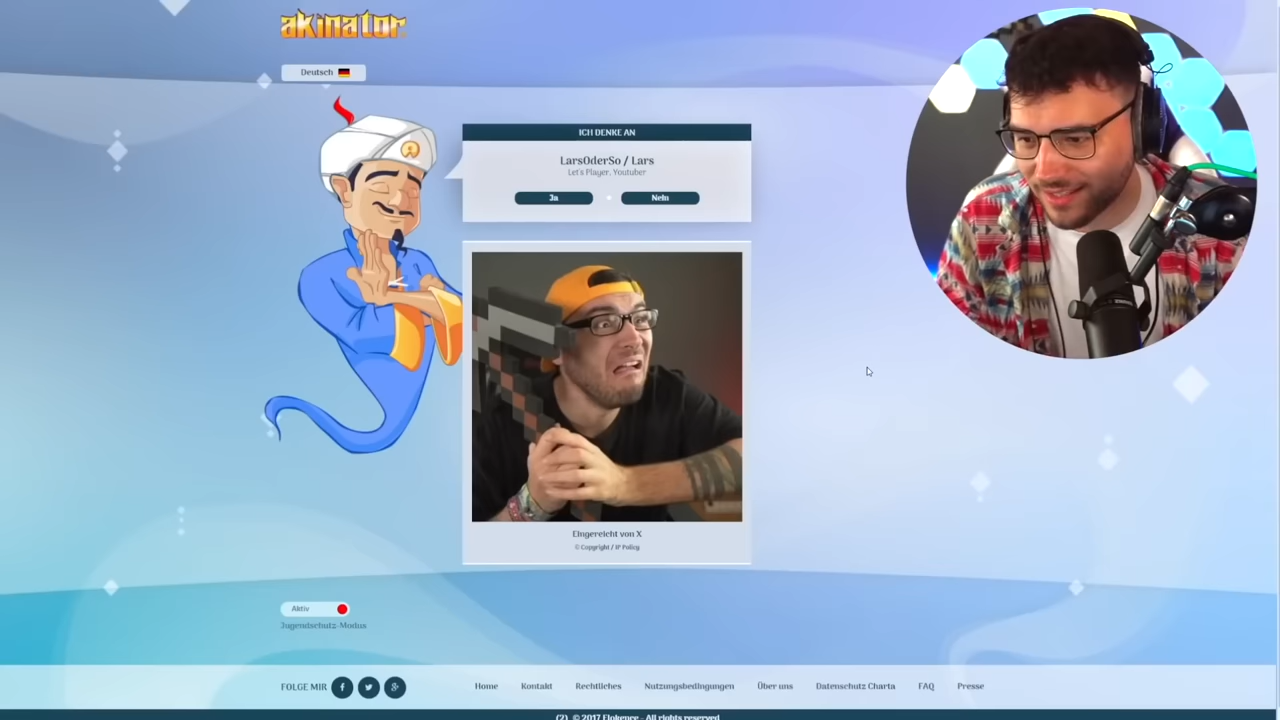 akinator
Deutsch
ICH DENKE AN
LarsOderSo / Lars
Let's Player, Youtuber
Ja
Nein
Eingereicht von X
© Copyright / IP Policy
Aktiv
Jugendschutz-Modus
FOLGE MIR
Home Kontakt Rechtliches Nutzungsbedingungen Über uns Datenschutz Charta FAQ Presse
(2) © 2017 Elokence - All rights reserved